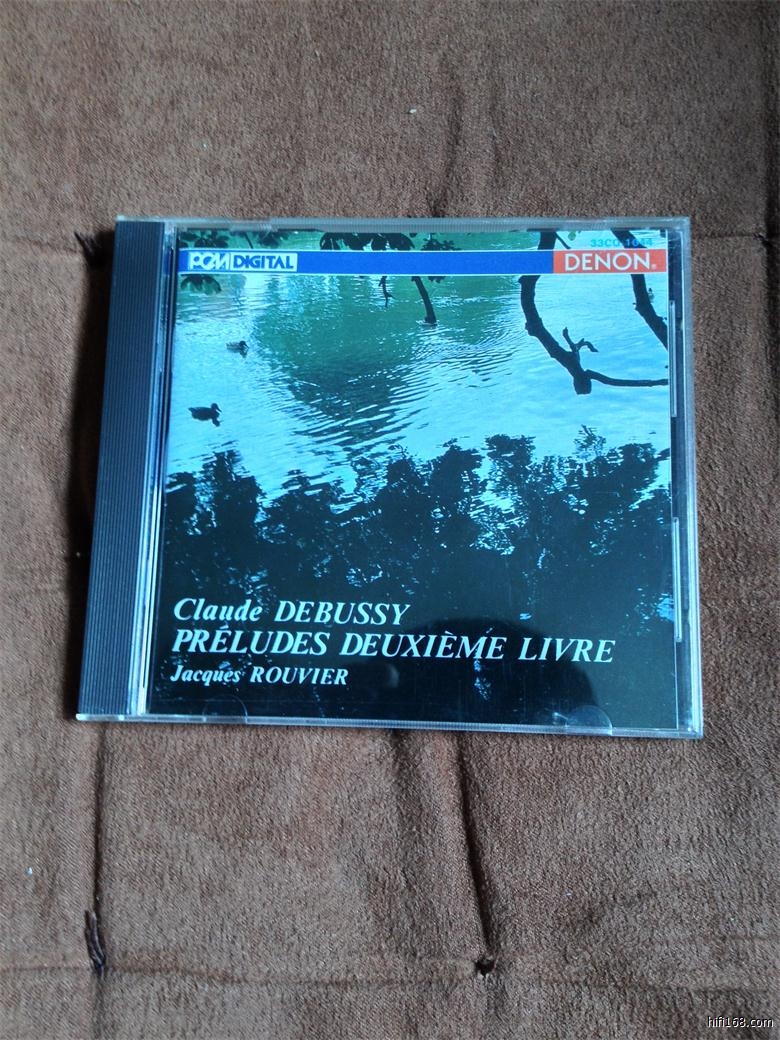 PCM DIGITAL
DENON®
Claude DEBUSSY
PRÉLUDES DEUXIÈME LIVRE
Jacques ROUVIER
hifi168.com